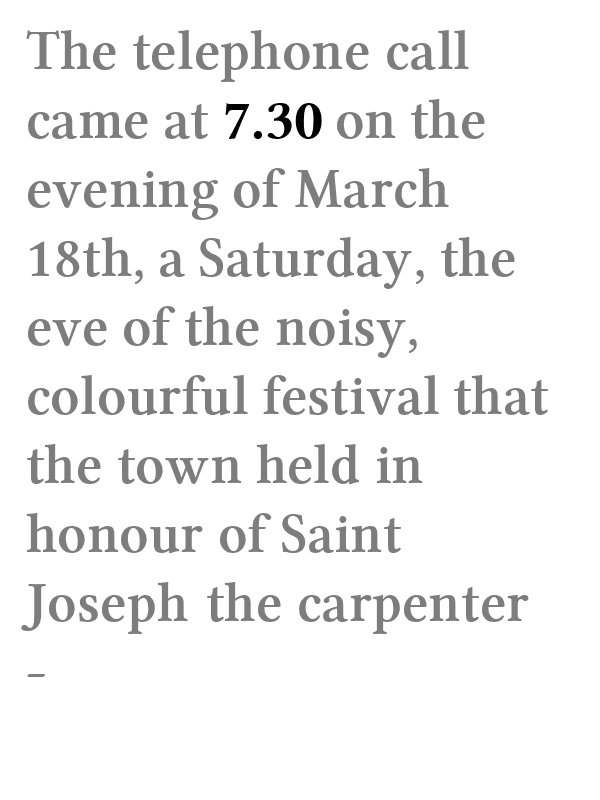 The telephone call
came at 7.30 on the
evening of March
18th, a Saturday, the
eve of the noisy,
colourful festival that
the town held in
honour of Saint
Joseph the carpenter
–